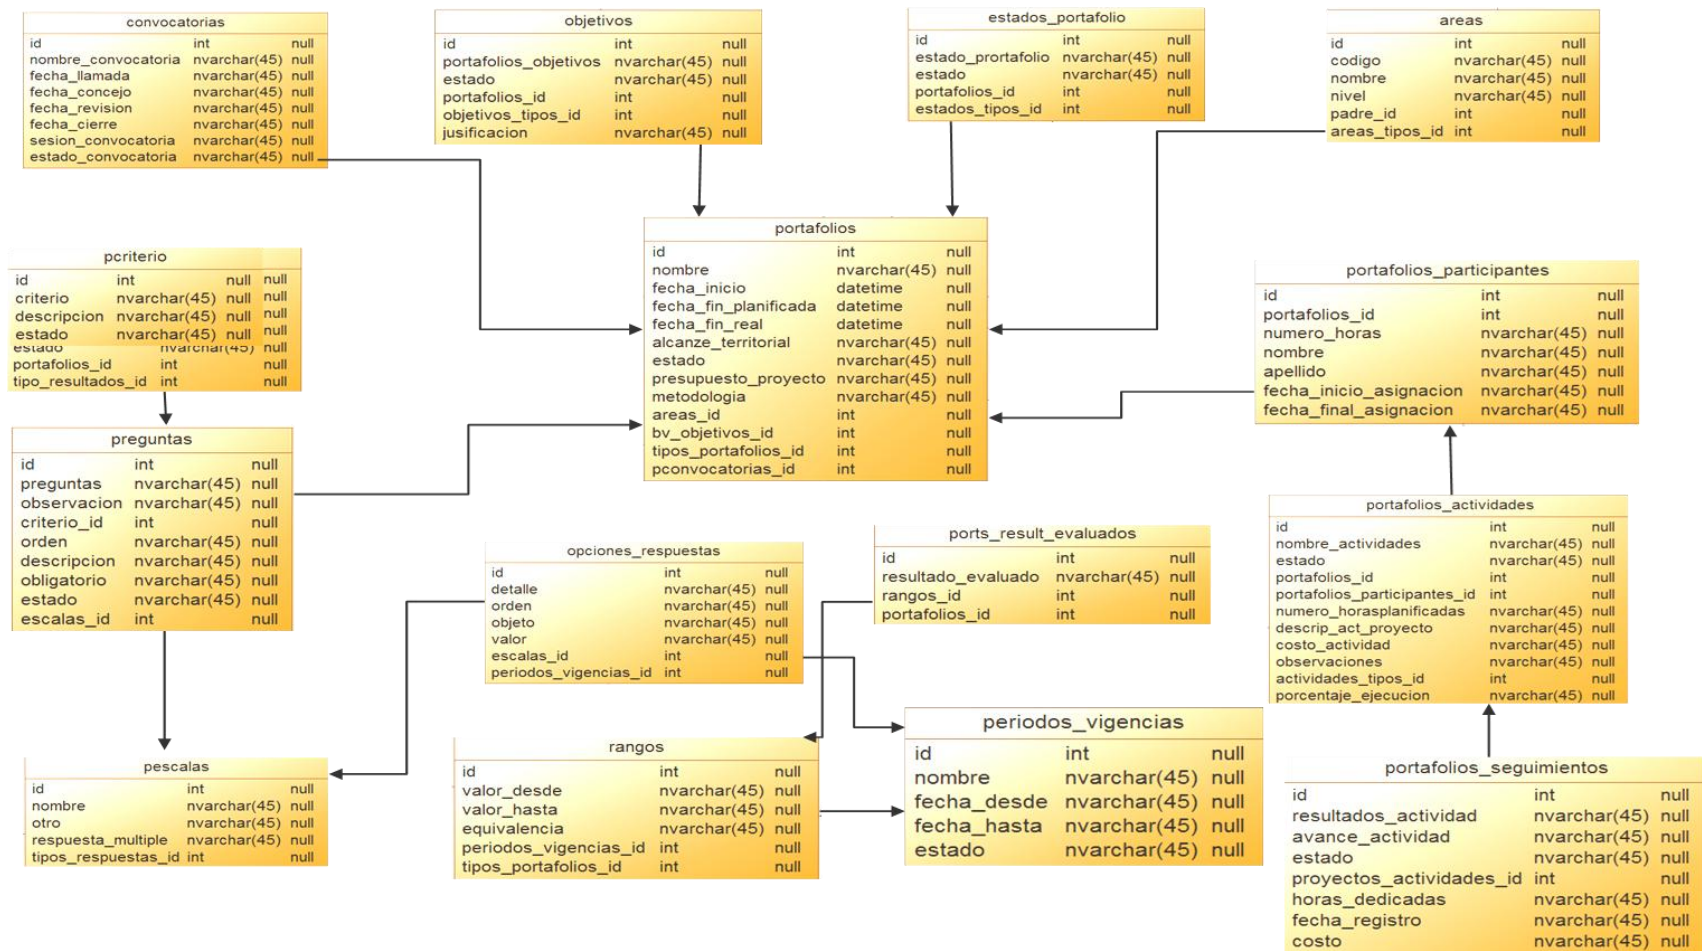 convocatorias
id int null
nombre_convocatoria nvarchar(45) null
fecha_llamada nvarchar(45) null
fecha_concejo nvarchar(45) null
fecha_revision nvarchar(45) null
fecha_cierre nvarchar(45) null
sesion_convocatoria nvarchar(45) null
estado_convocatoria nvarchar(45) null
objetivos
id int null
portafolios_objetivos nvarchar(45) null
estado nvarchar(45) null
portafolios_id int null
objetivos_tipos_id int null
jusificacion nvarchar(45) null
estados_portafolio
id int null
estado_prortafolio nvarchar(45) null
estado nvarchar(45) null
portafolios_id int null
estados_tipos_id int null
areas
id int null
codigo nvarchar(45) null
nombre nvarchar(45) null
nivel nvarchar(45) null
padre_id int null
areas_tipos_id int null
pcriterio
id int null null
criterio nvarchar(45) null null
descripcion nvarchar(45) null null
estado nvarchar(45) null null
estado nvarchar(45) null
portafolios_id int null
tipo_resultados_id int null
portafolios
id int null
nombre nvarchar(45) null
fecha_inicio datetime null
fecha_fin_planificada datetime null
fecha_fin_real datetime null
alcanze_territorial nvarchar(45) null
estado nvarchar(45) null
presupuesto_proyecto nvarchar(45) null
metodologia nvarchar(45) null
areas_id int null
bv_objetivos_id int null
tipos_portafolios_id int null
pconvocatorias_id int null
portafolios_participantes
id int null
portafolios_id int null
numero_horas nvarchar(45) null
nombre nvarchar(45) null
apellido nvarchar(45) null
fecha_inicio_asignacion nvarchar(45) null
fecha_final_asignacion nvarchar(45) null
preguntas
id int null
preguntas nvarchar(45) null
observacion nvarchar(45) null
criterio_id int null
orden nvarchar(45) null
descripcion nvarchar(45) null
obligatorio nvarchar(45) null
estado nvarchar(45) null
escalas_id int null
opciones_respuestas
id int null
detalle nvarchar(45) null
orden nvarchar(45) null
objeto nvarchar(45) null
valor nvarchar(45) null
escalas_id int null
periodos_vigencias_id int null
ports_result_evaluados
id int null
resultado_evaluado nvarchar(45) null
rangos_id int null
portafolios_id int null
portafolios_actividades
id int null
nombre_actividades nvarchar(45) null
estado nvarchar(45) null
portafolios_id int null
portafolios_participantes_id int null
numero_horasplanificadas nvarchar(45) null
descrip_act_proyecto nvarchar(45) null
costo_actividad nvarchar(45) null
observaciones nvarchar(45) null
actividades_tipos_id int null
porcentaje_ejecucion nvarchar(45) null
pescalas
id int null
nombre nvarchar(45) null
otro nvarchar(45) null
respuesta_multiple nvarchar(45) null
tipos_respuestas_id int null
rangos
id int null
valor_desde nvarchar(45) null
valor_hasta nvarchar(45) null
equivalencia nvarchar(45) null
periodos_vigencias_id int null
tipos_portafolios_id int null
periodos_vigencias
id int null
nombre nvarchar(45) null
fecha_desde nvarchar(45) null
fecha_hasta nvarchar(45) null
estado nvarchar(45) null
portafolios_seguimientos
id int null
resultados_actividad nvarchar(45) null
avance_actividad nvarchar(45) null
estado nvarchar(45) null
proyectos_actividades_id int null
horas_dedicadas nvarchar(45) null
fecha_registro nvarchar(45) null
costo nvarchar(45) null